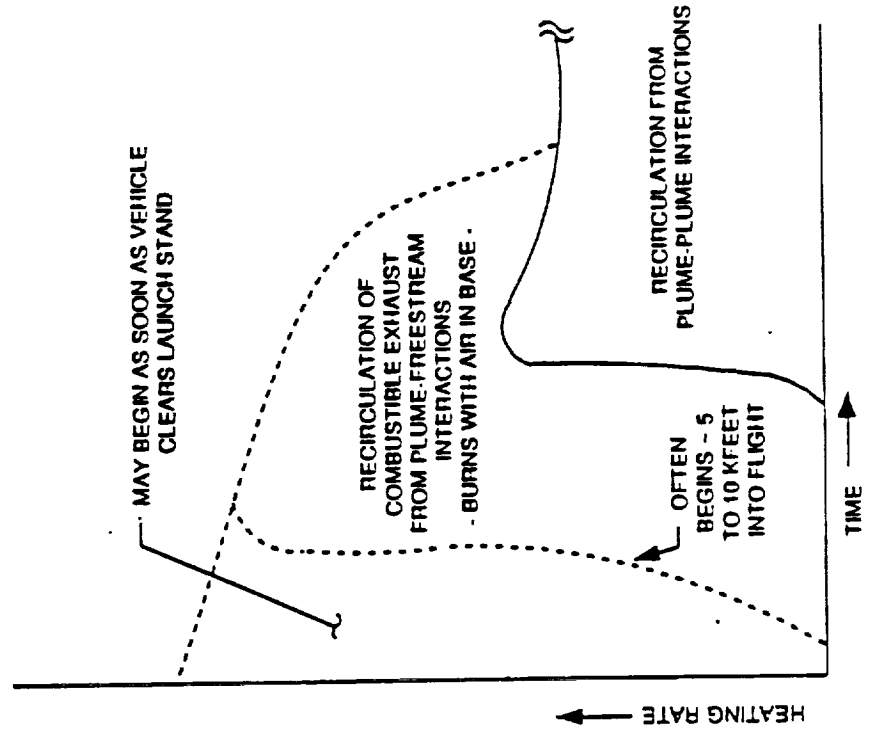 - MAY BEGIN AS SOON AS VEHICLE
CLEARS LAUNCH STAND
RECIRCULATION OF
COMBUSTIBLE EXHAUST
FROM PLUME-FREESTREAM
INTERACTIONS
- BURNS WITH AIR IN BASE -
RECIRCULATION FROM
PLUME-PLUME INTERACTIONS
OFTEN
BEGINS ~ 5
TO 10 KFEET
INTO FLIGHT
TIME
HEATING RATE